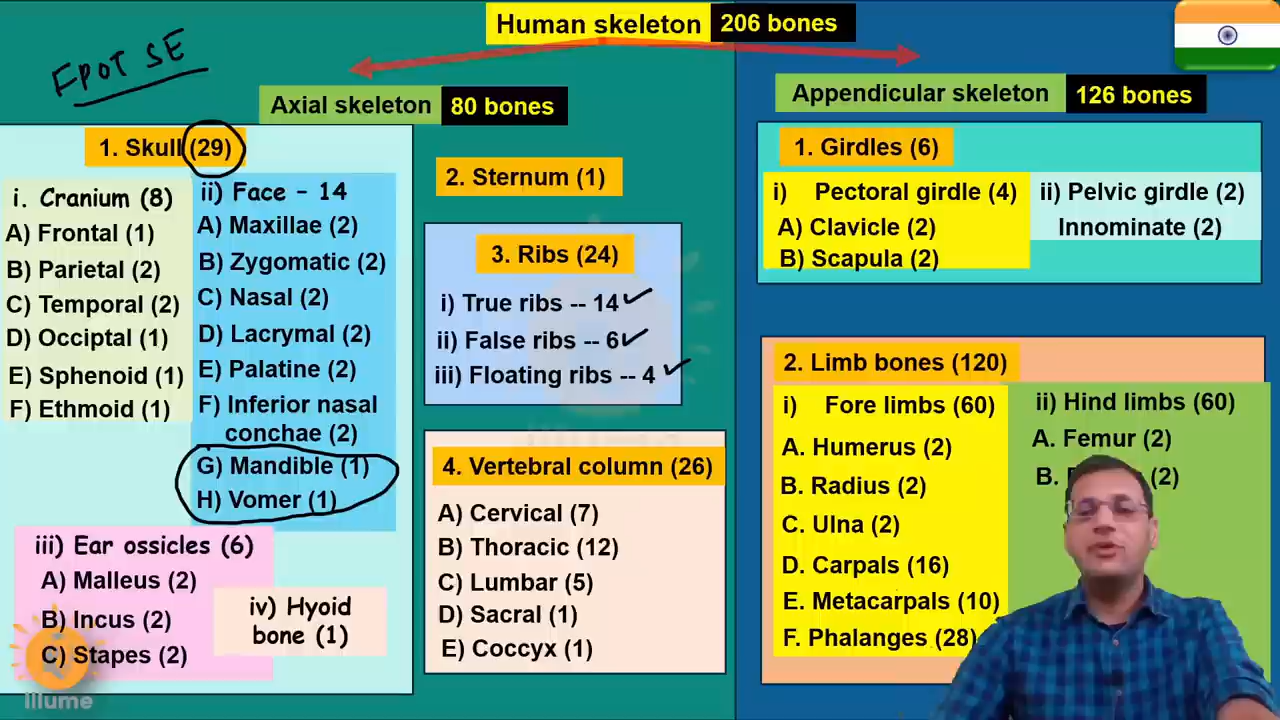 Human skeleton 206 bones
FPOT SE
Axial skeleton 80 bones
1. Skull (29)
i. Cranium (8)
A) Frontal (1)
B) Parietal (2)
C) Temporal (2)
D) Occiptal (1)
E) Sphenoid (1)
F) Ethmoid (1)
ii) Face - 14
A) Maxillae (2)
B) Zygomatic (2)
C) Nasal (2)
D) Lacrymal (2)
E) Palatine (2)
F) Inferior nasal
conchae (2)
G) Mandible (1)
H) Vomer (1)
iii) Ear ossicles (6)
A) Malleus (2)
B) Incus (2)
C) Stapes (2)
iv) Hyoid
bone (1)
Illume
2. Sternum (1)
3. Ribs (24)
i) True ribs -- 14
ii) False ribs -- 6
iii) Floating ribs -- 4
4. Vertebral column (26)
A) Cervical (7)
B) Thoracic (12)
C) Lumbar (5)
D) Sacral (1)
E) Coccyx (1)
Appendicular skeleton 126 bones
1. Girdles (6)
i) Pectoral girdle (4)
A) Clavicle (2)
B) Scapula (2)
ii) Pelvic girdle (2)
Innominate (2)
2. Limb bones (120)
i) Fore limbs (60)
A. Humerus (2)
B. Radius (2)
C. Ulna (2)
D. Carpals (16)
E. Metacarpals (10)
F. Phalanges (28)
ii) Hind limbs (60)
A. Femur (2)
B. (2)